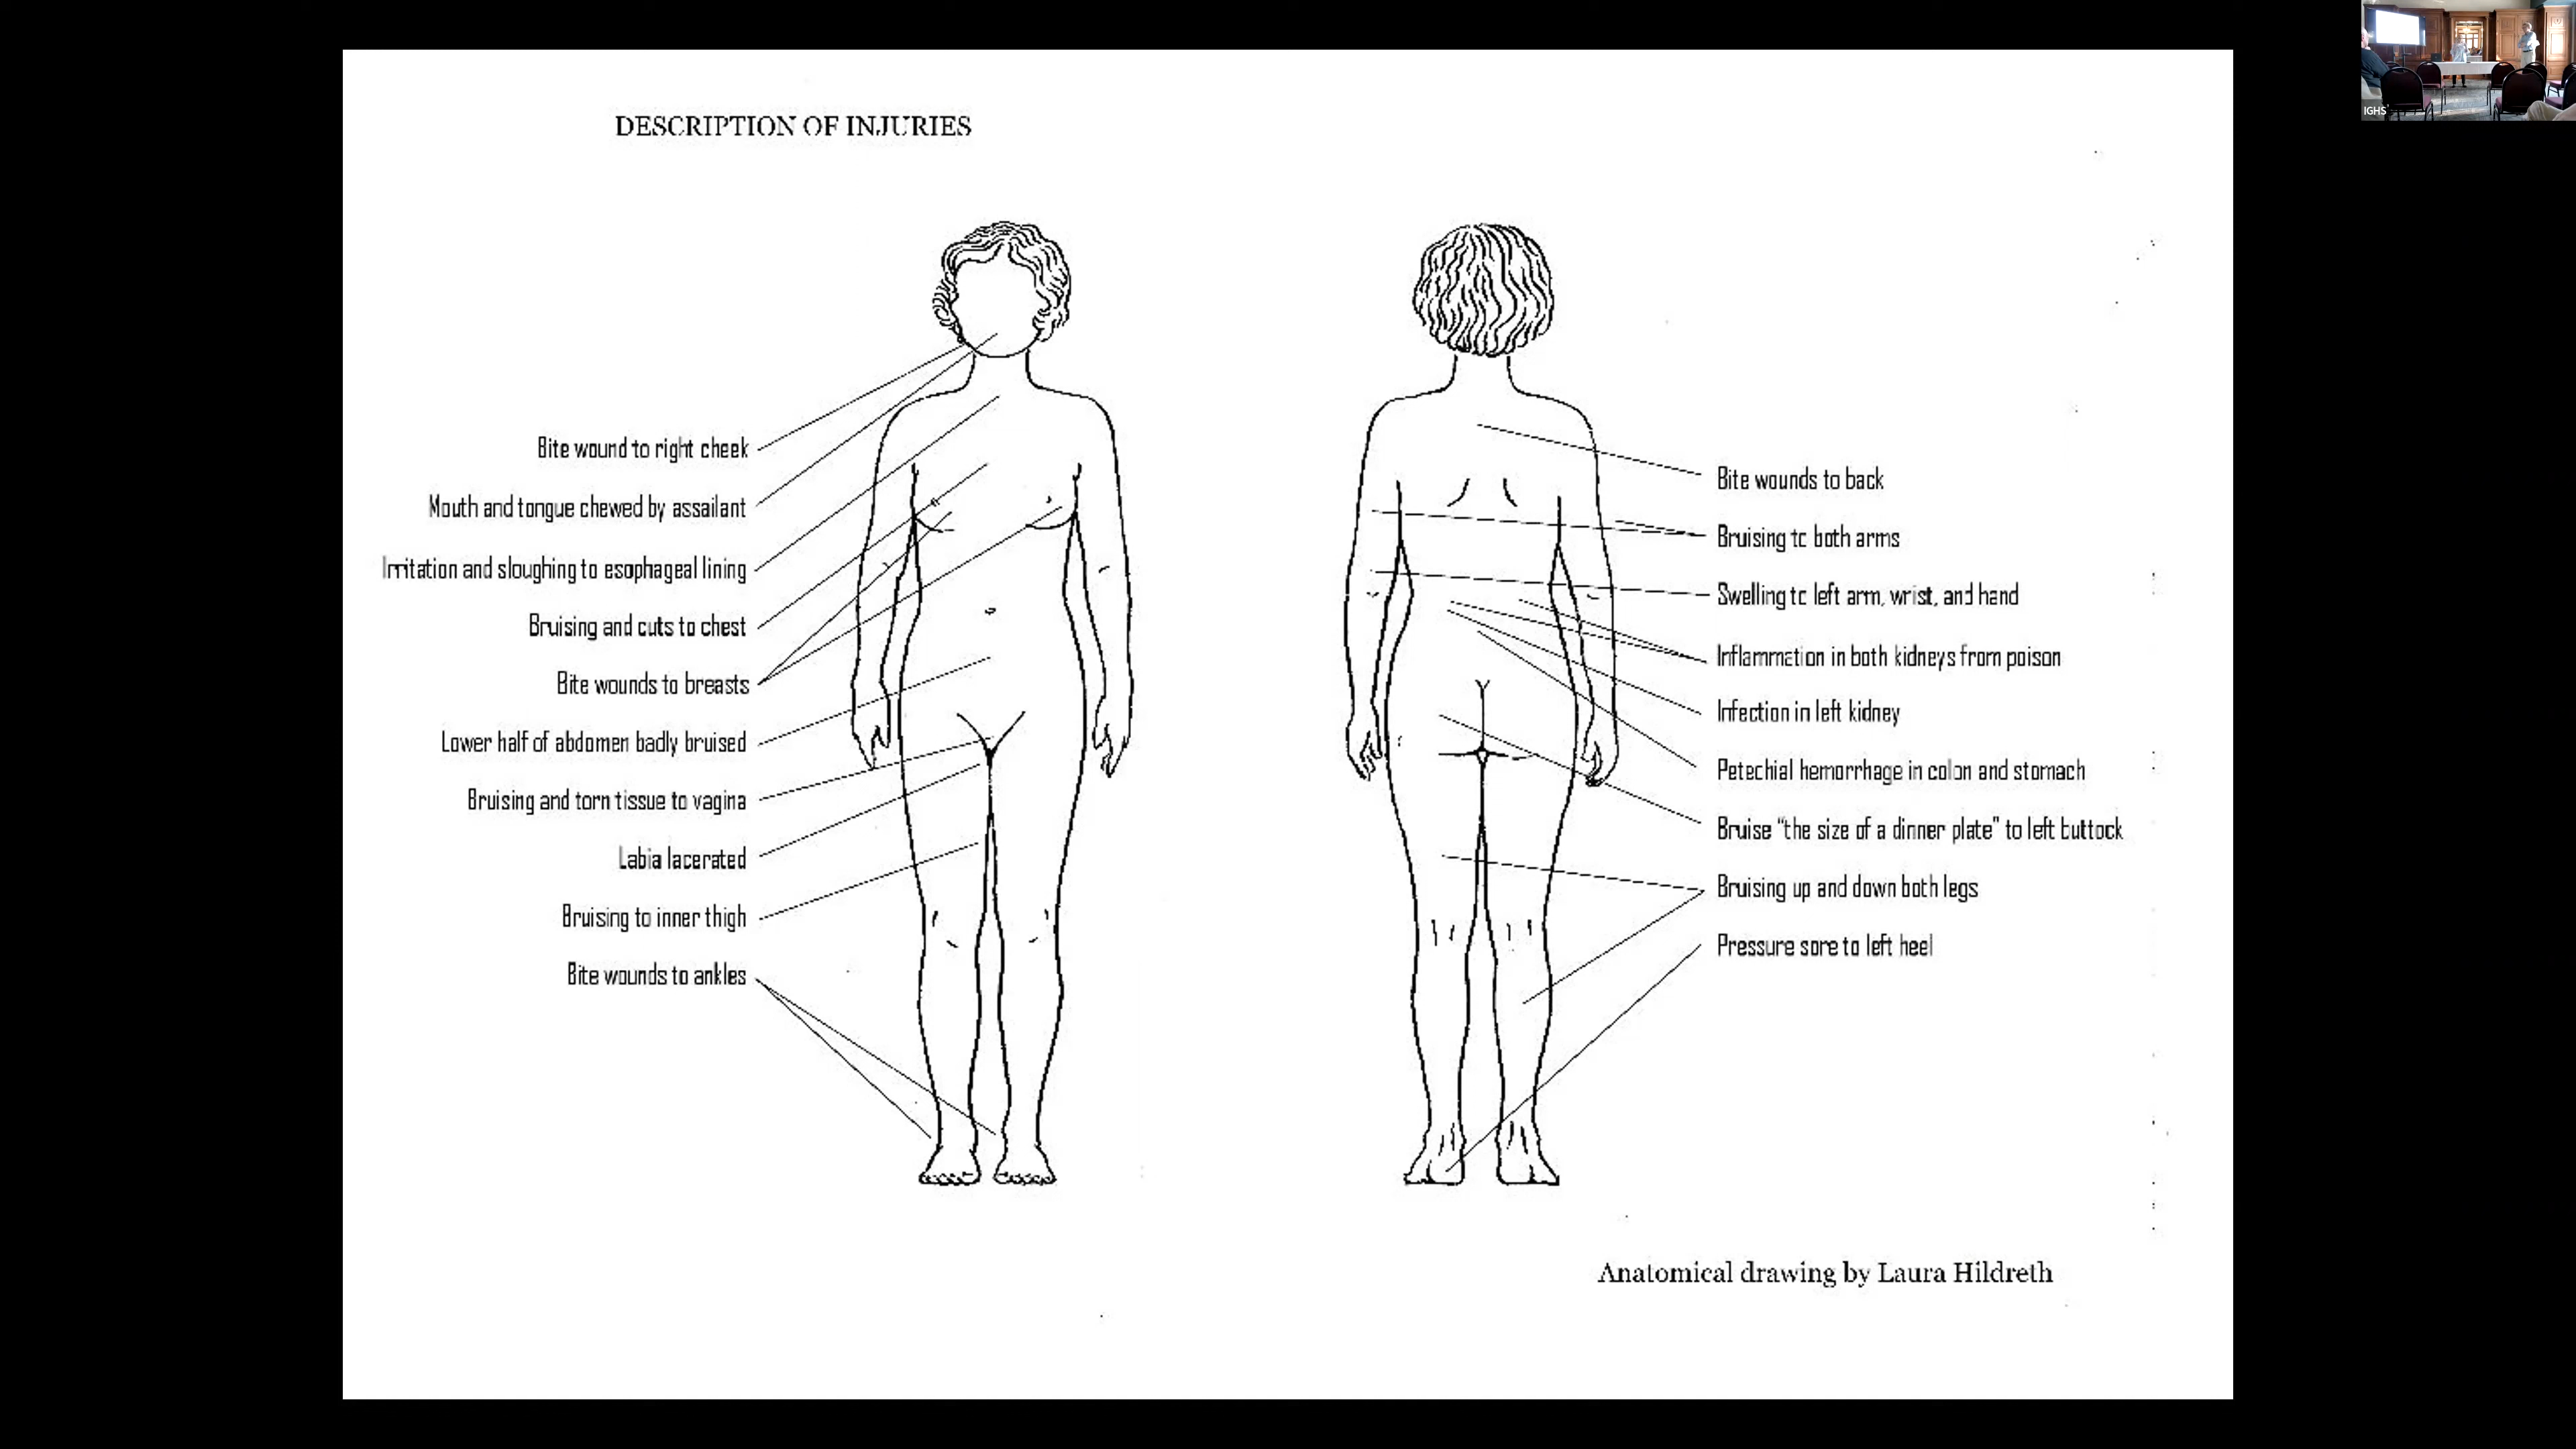 DESCRIPTION OF INJURIES
Bite wound to right cheek
Mouth and tongue chewed by assailant
Irritation and sloughing to esophageal lining
Bruising and cuts to chest
Bite wounds to breasts
Lower half of abdomen badly bruised
Bruising and torn tissue to vagina
Labia lacerated
Bruising to inner thigh
Bite wounds to ankles
Bite wounds to back
Bruising to both arms
Swelling to left arm, wrist, and hand
Inflammation in both kidneys from poison
Infection in left kidney
Petechial hemorrhage in colon and stomach
Bruise "the size of a dinner plate" to left buttock
Bruising up and down both legs
Pressure sore to left heel
Anatomical drawing by Laura Hildreth
IGHS